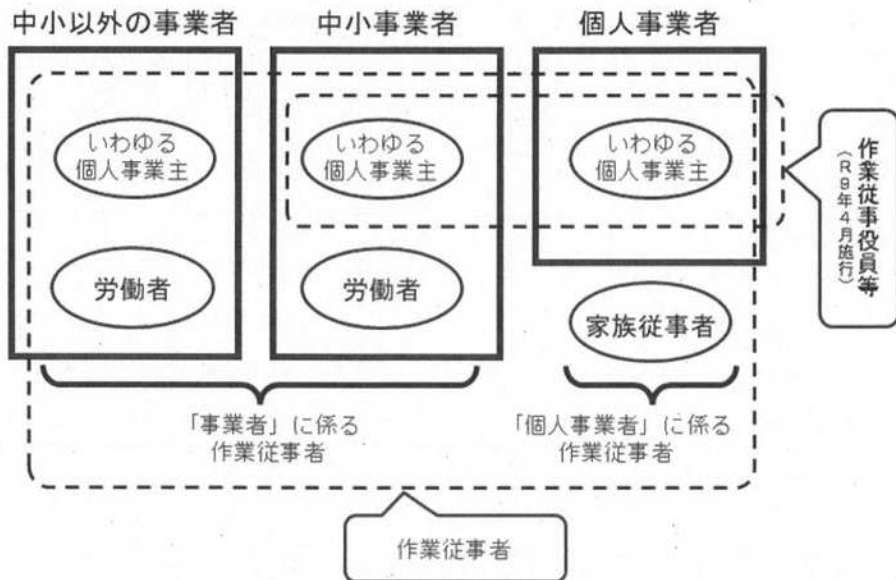 中小以外の事業者
中小事業者
個人事業者
いわゆる
個人事業主
いわゆる
個人事業主
いわゆる
個人事業主
労働者
労働者
家族従事者
作業従事役員等
（R9年4月施行）
「事業者」に係る
作業従事者
「個人事業者」に係る
作業従事者
作業従事者